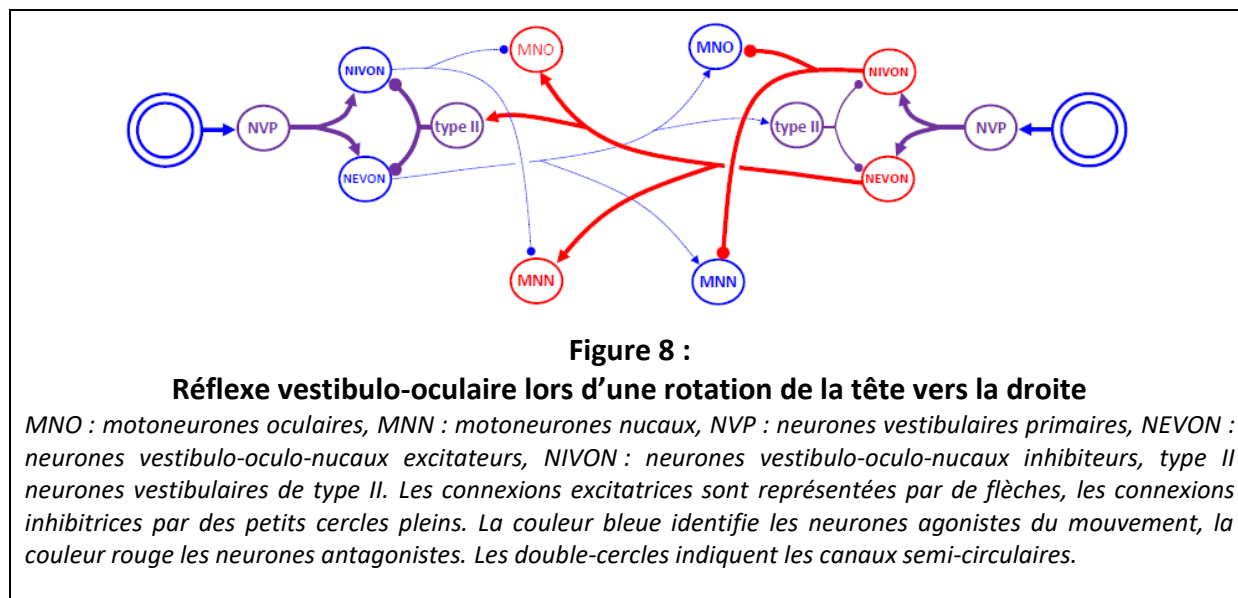 MNO
MNO
NIVON
NIVON
NVP
type II
type II
NVP
NEVON
NEVON
MNN
MNN
Figure 8 :
Réflexe vestibulo-oculaire lors d’une rotation de la tête vers la droite
MNO : motoneurones oculaires, MNN : motoneurones nucaux, NVP : neurones vestibulaires primaires, NEVON :
neurones vestibulo-oculo-nucaux excitateurs, NIVON : neurones vestibulo-oculo-nucaux inhibiteurs, type II
neurones vestibulaires de type II. Les connexions excitatrices sont représentées par de flèches, les connexions
inhibitrices par des petits cercles pleins. La couleur bleue identifie les neurones agonistes du mouvement, la
couleur rouge les neurones antagonistes. Les double-cercles indiquent les canaux semi-circulaires.